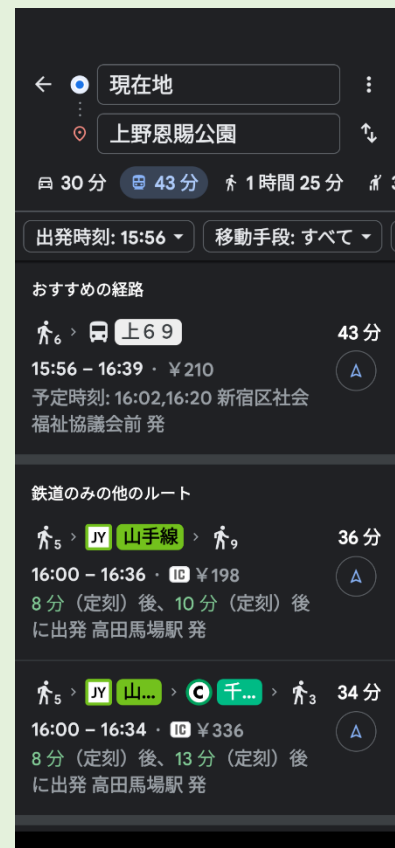 現在地
上野恩賜公園
30 分 43 分 1 時間 25 分
出発時刻: 15:56 移動手段: すべて
おすすめの経路
6 上69 43 分
15:56 – 16:39 · ¥210
予定時刻: 16:02,16:20 新宿区社会
福祉協議会前 発
鉄道のみの他のルート
5 JY 山手線 9 36 分
16:00 – 16:36 · IC ¥198
8 分（定刻）後、10 分（定刻）後
に出発 高田馬場駅 発
5 JY 山... C 千... 3 34 分
16:00 – 16:34 · IC ¥336
8 分（定刻）後、13 分（定刻）後
に出発 高田馬場駅 発